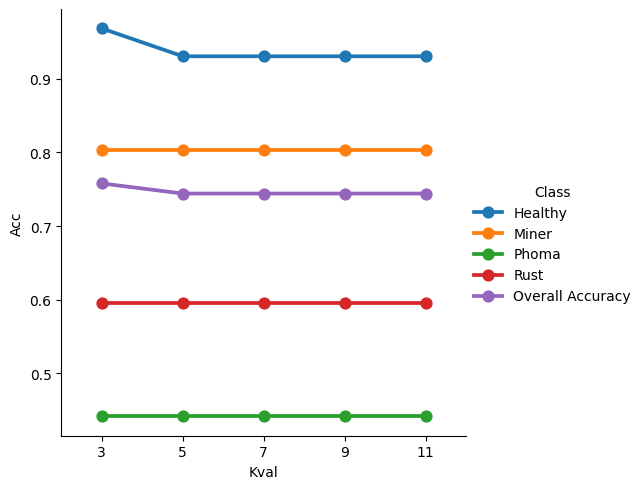 Acc
0.9
0.8
0.7
0.6
0.5
3 5 7 9 11
Kval
Class
Healthy
Miner
Phoma
Rust
Overall Accuracy